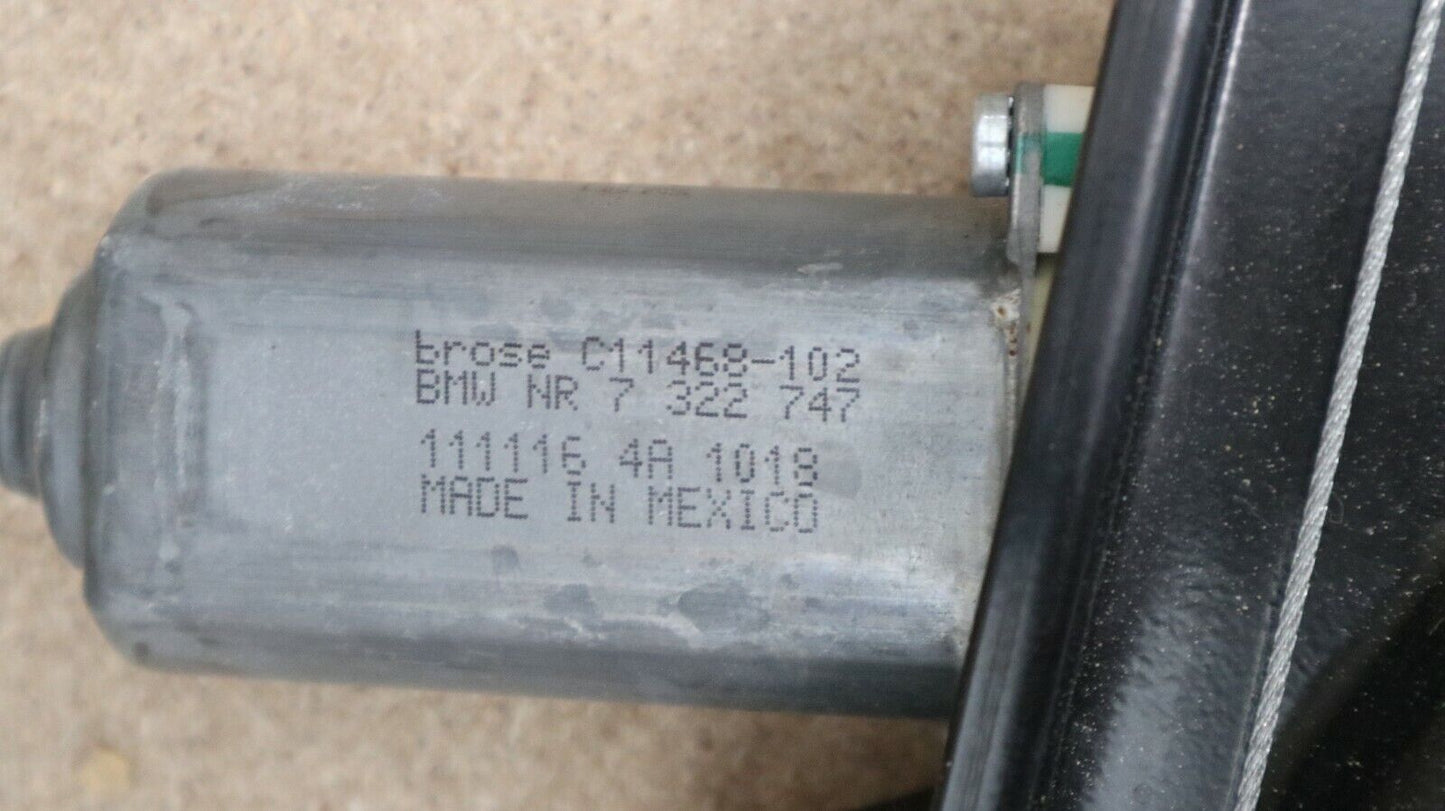 brose C11468-102
BMW NR 7 322 747
111116 4A 1018
MADE IN MEXICO